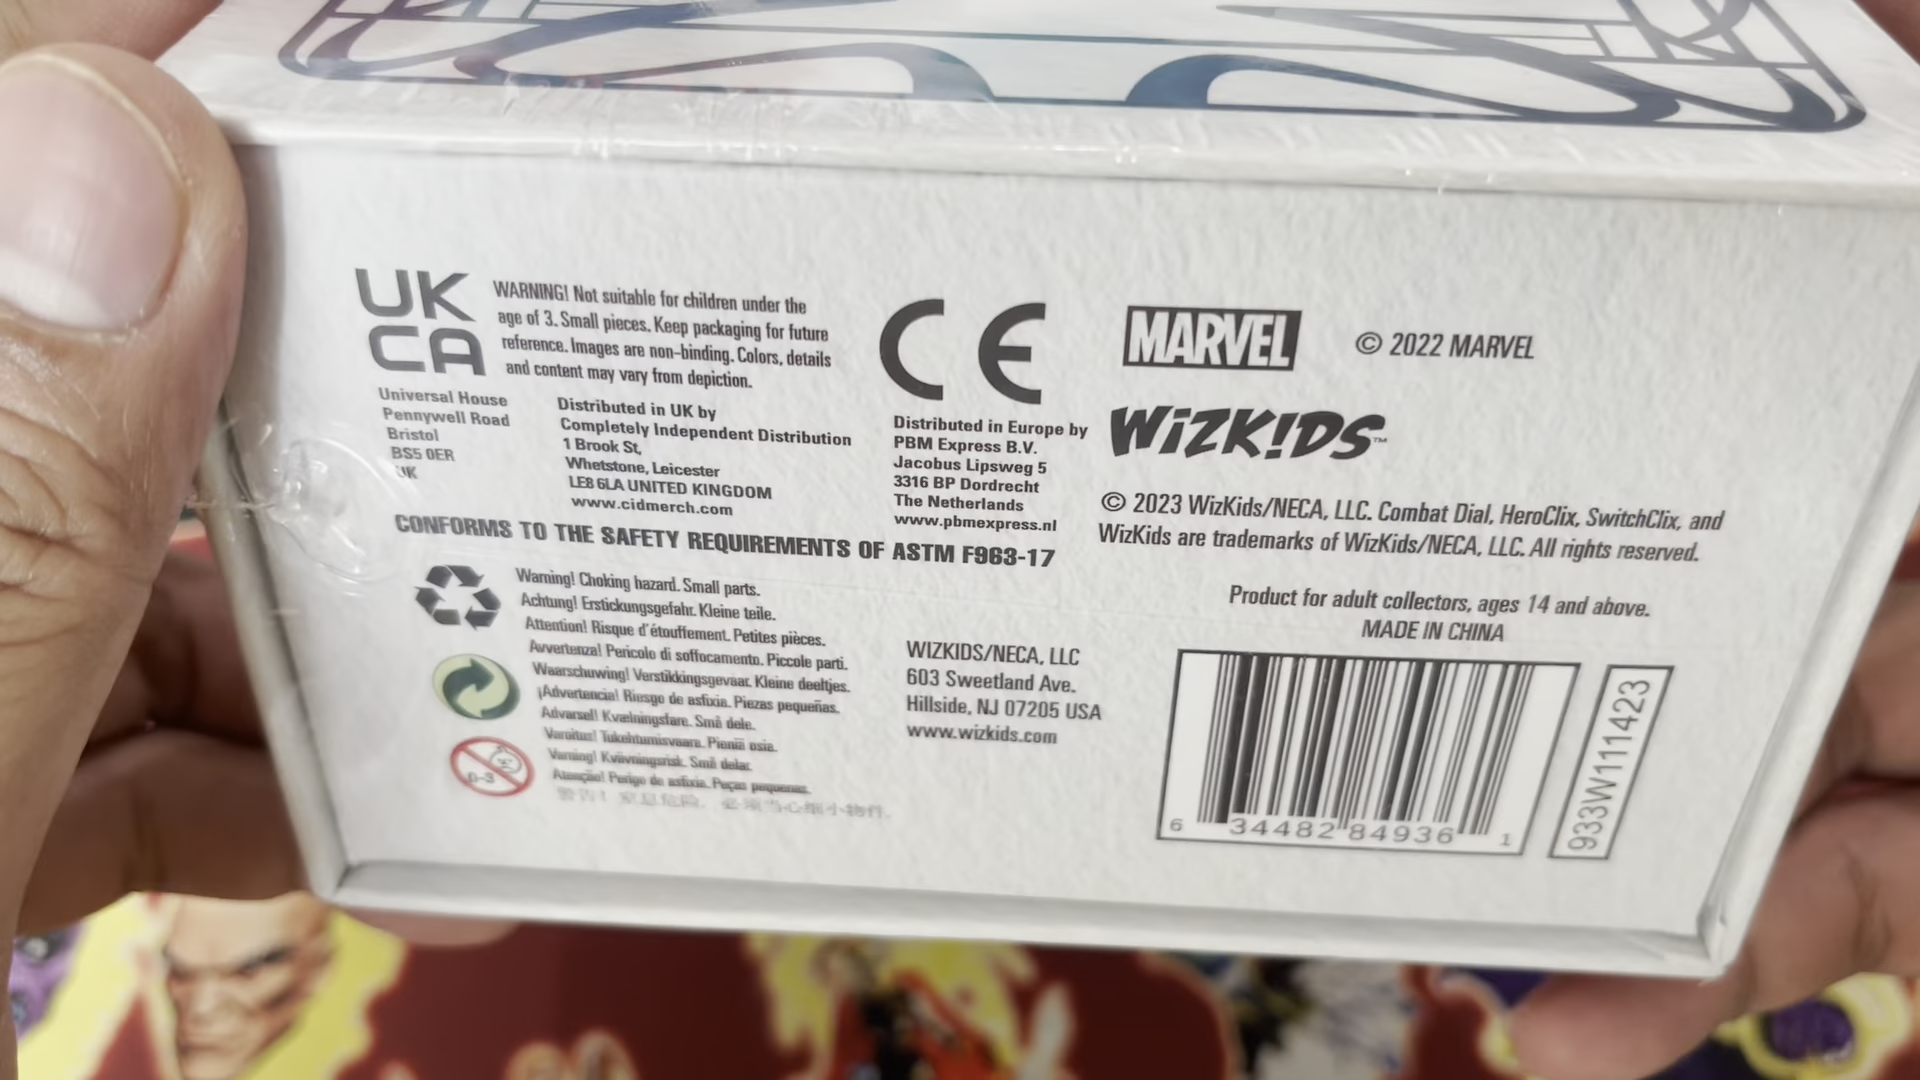 UK
CA
WARNING! Not suitable for children under the
age of 3. Small pieces. Keep packaging for future
reference. Images are non-binding. Colors, details
and content may vary from depiction.
Universal House
Pennywell Road
Bristol
BS5 0ER
UK
Distributed in UK by
Completely Independent Distribution
1 Brook St,
Whetstone, Leicester
LE8 6LA UNITED KINGDOM
www.cidmerch.com
CE
Distributed in Europe by
PBM Express B.V.
Jacobus Lipsweg 5
3316 BP Dordrecht
The Netherlands
www.pbmexpress.nl
CONFORMS TO THE SAFETY REQUIREMENTS OF ASTM F963-17
MARVEL
© 2022 MARVEL
WiZK!DS™
© 2023 WizKids/NECA, LLC. Combat Dial, HeroClix, SwitchClix, and
WizKids are trademarks of WizKids/NECA, LLC. All rights reserved.
Warning! Choking hazard. Small parts.
Achtung! Erstickungsgefahr. Kleine teile.
Attention! Risque d'étouffement. Petites pièces.
Avvertenza! Pericolo di soffocamento. Piccole parti.
Waarschuwing! Verstikkingsgevaar. Kleine deeltjes.
¡Advertencia! Riesgo de asfixia. Piezas pequeñas.
Advarsel! Kvælningsfare. Små dele.
Varoitus! Tukehtumisvaara. Pieniä osia.
Varning! Kvävningsrisk. Små delar.
Atenção! Perigo de asfixia. Peças pequenas.
0-3
WIZKIDS/NECA, LLC
603 Sweetland Ave.
Hillside, NJ 07205 USA
www.wizkids.com
Product for adult collectors, ages 14 and above.
MADE IN CHINA
6 34482 84936 1
933W111423